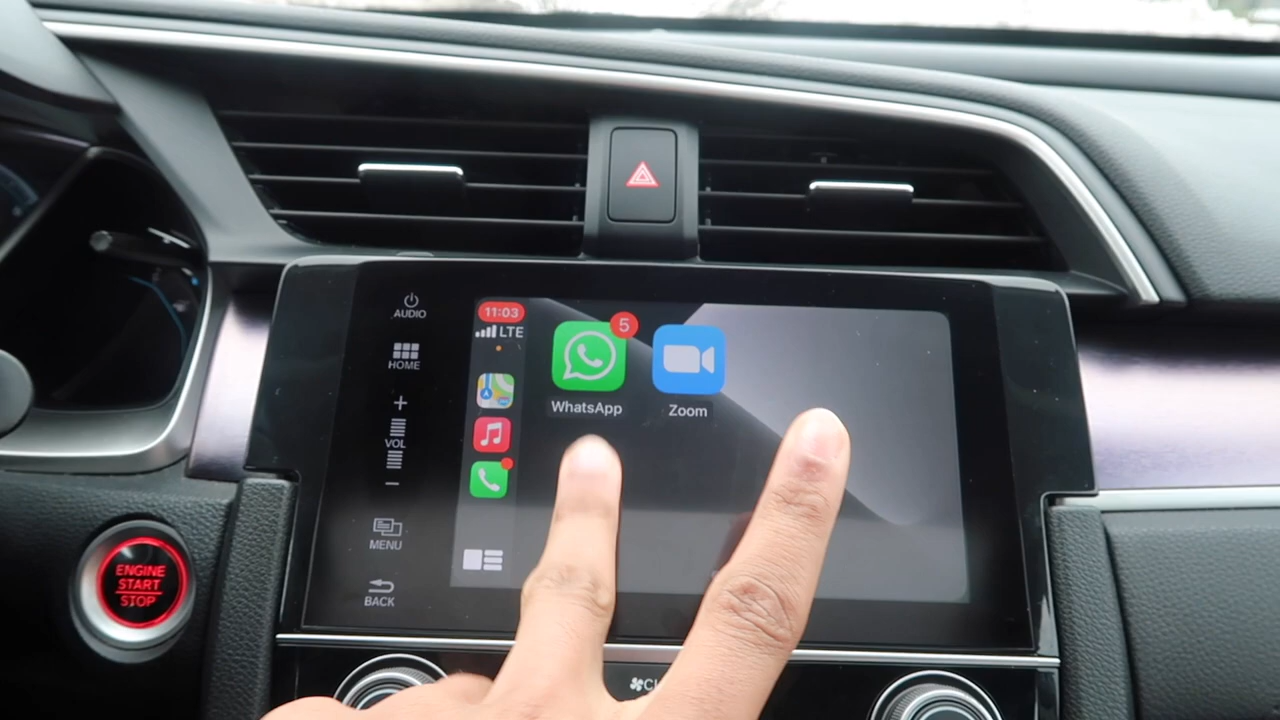 AUDIO
HOME
+
VOL
−
MENU
BACK
11:03
LTE
5
WhatsApp
Zoom
ENGINE
START
STOP